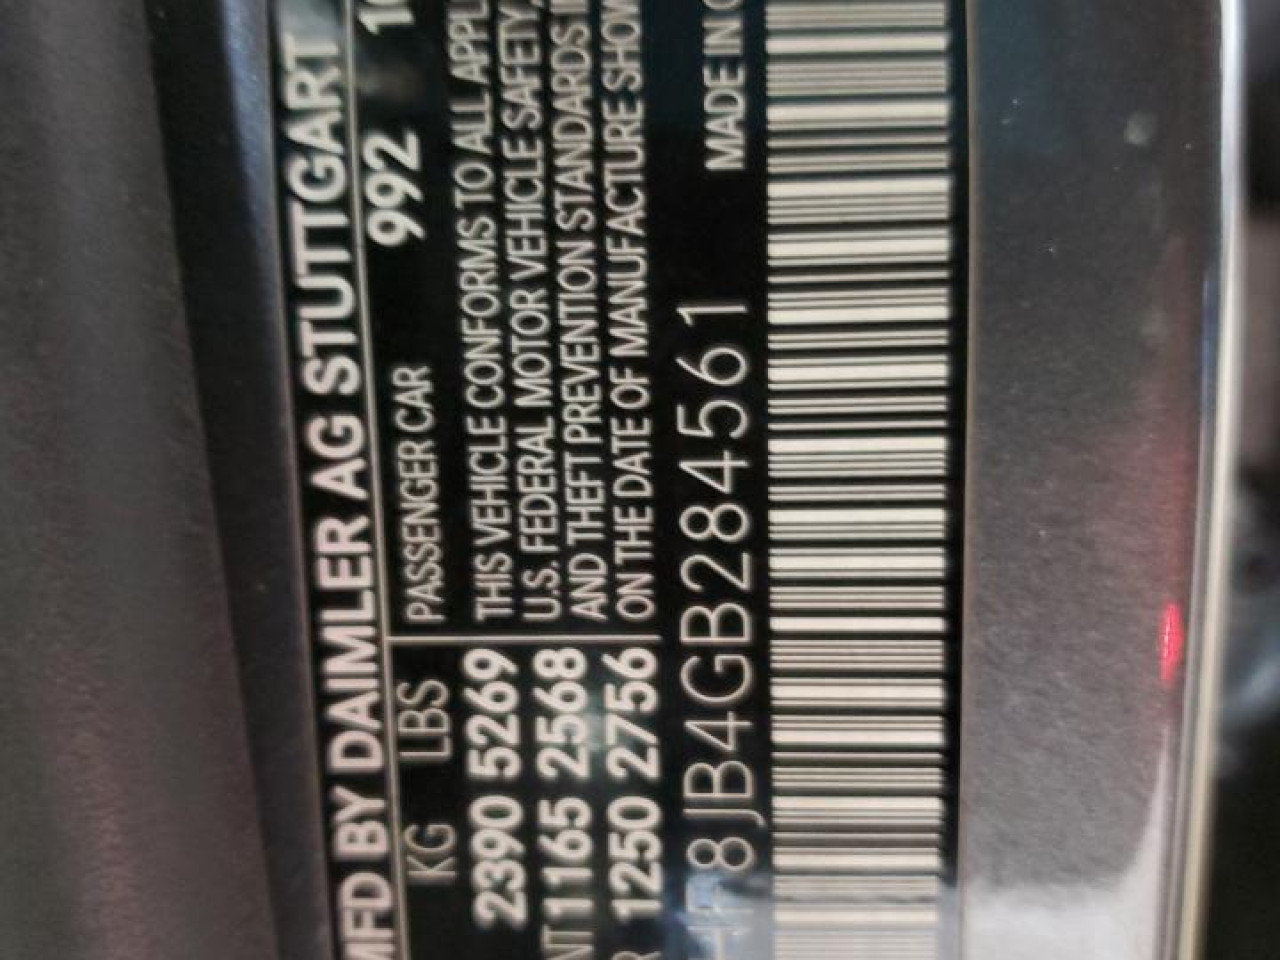 MFD BY DAIMLER AG STUTTGART
KG LBS PASSENGER CAR 992
2390 5269 THIS VEHICLE CONFORMS TO ALL APPL
1165 2568 U.S. FEDERAL MOTOR VEHICLE SAFETY,
AND THEFT PREVENTION STANDARDS
1250 2756 ON THE DATE OF MANUFACTURE SHOW
MADE IN
HF8JB4GB284561